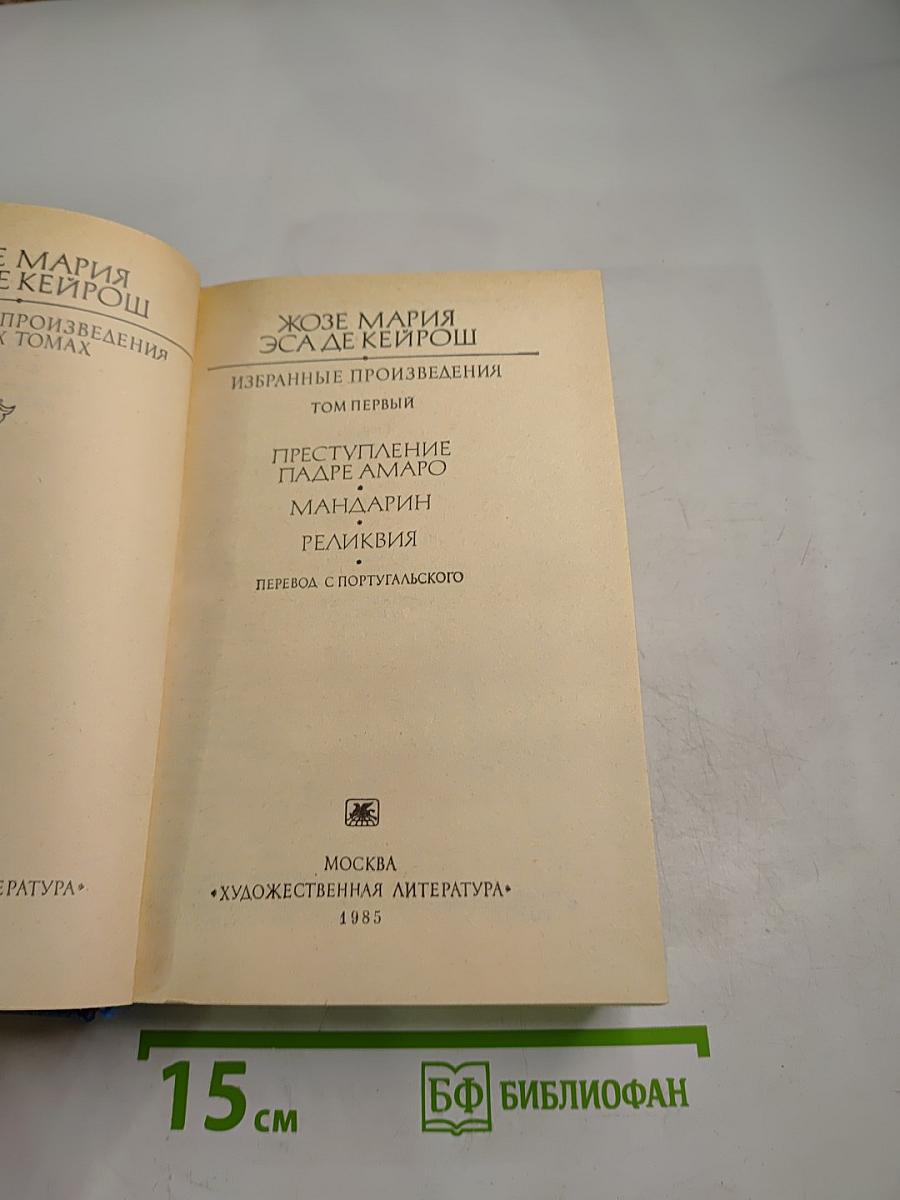 МАРИЯ
ДЕ КЕЙРОШ
ПРОИЗВЕДЕНИЯ
ТОМАХ
ЖОЗЕ МАРИЯ
ЭСА ДЕ КЕЙРОШ
ИЗБРАННЫЕ ПРОИЗВЕДЕНИЯ
ТОМ ПЕРВЫЙ
ПРЕСТУПЛЕНИЕ
ПАДРЕ АМАРО
•
МАНДАРИН
•
РЕЛИКВИЯ
•
ПЕРЕВОД С ПОРТУГАЛЬСКОГО
МОСКВА
«ХУДОЖЕСТВЕННАЯ ЛИТЕРАТУРА»
1985
ЕРАТУРА»
15 СМ
БФ БИБЛИОФАН